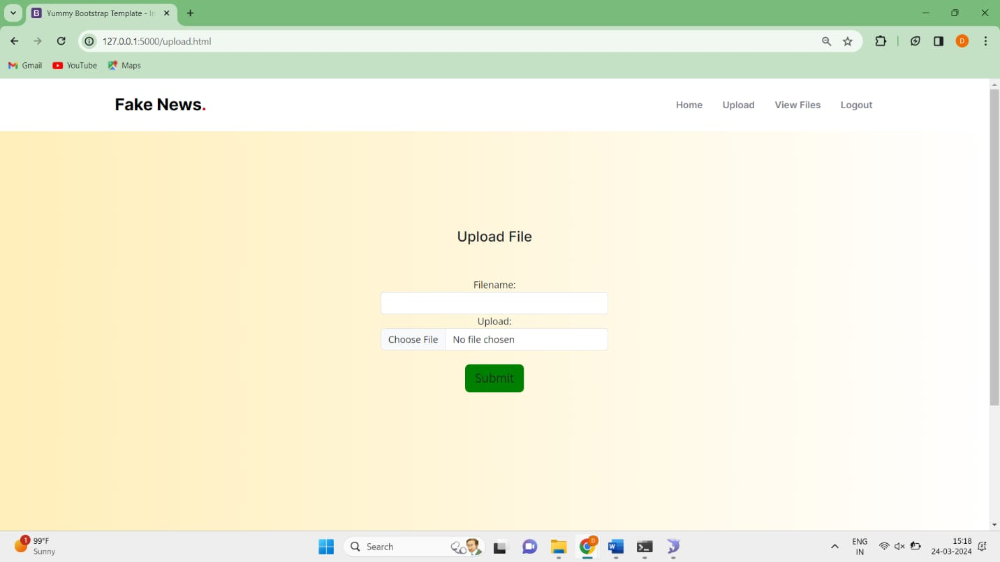 Yummy Bootstrap Template - In
127.0.0.1:5000/upload.html
D
Gmail YouTube Maps
Fake News.
Home Upload View Files Logout
Upload File
Filename:
Upload:
Choose File No file chosen
Submit
1 99°F
Sunny
Search
D
ENG
IN
15:18
24-03-2024